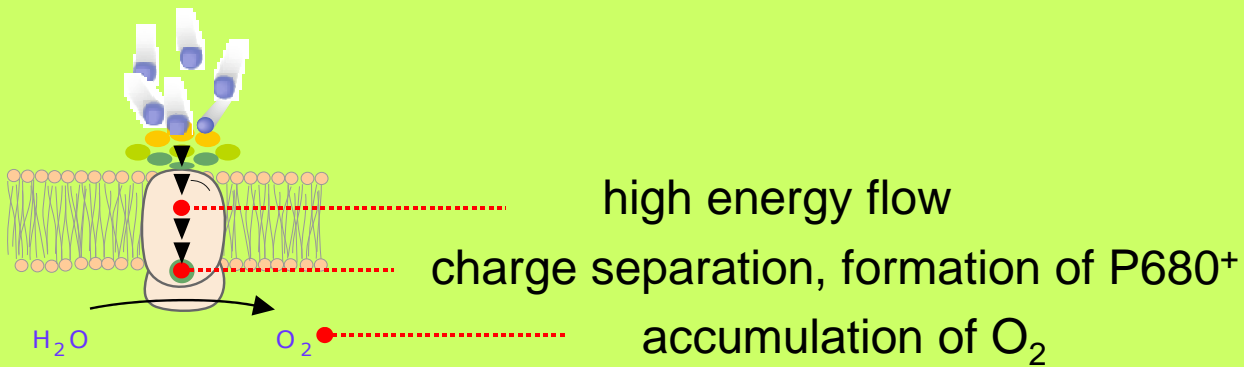 high energy flow
charge separation, formation of P680⁺
H₂O O₂ accumulation of O₂